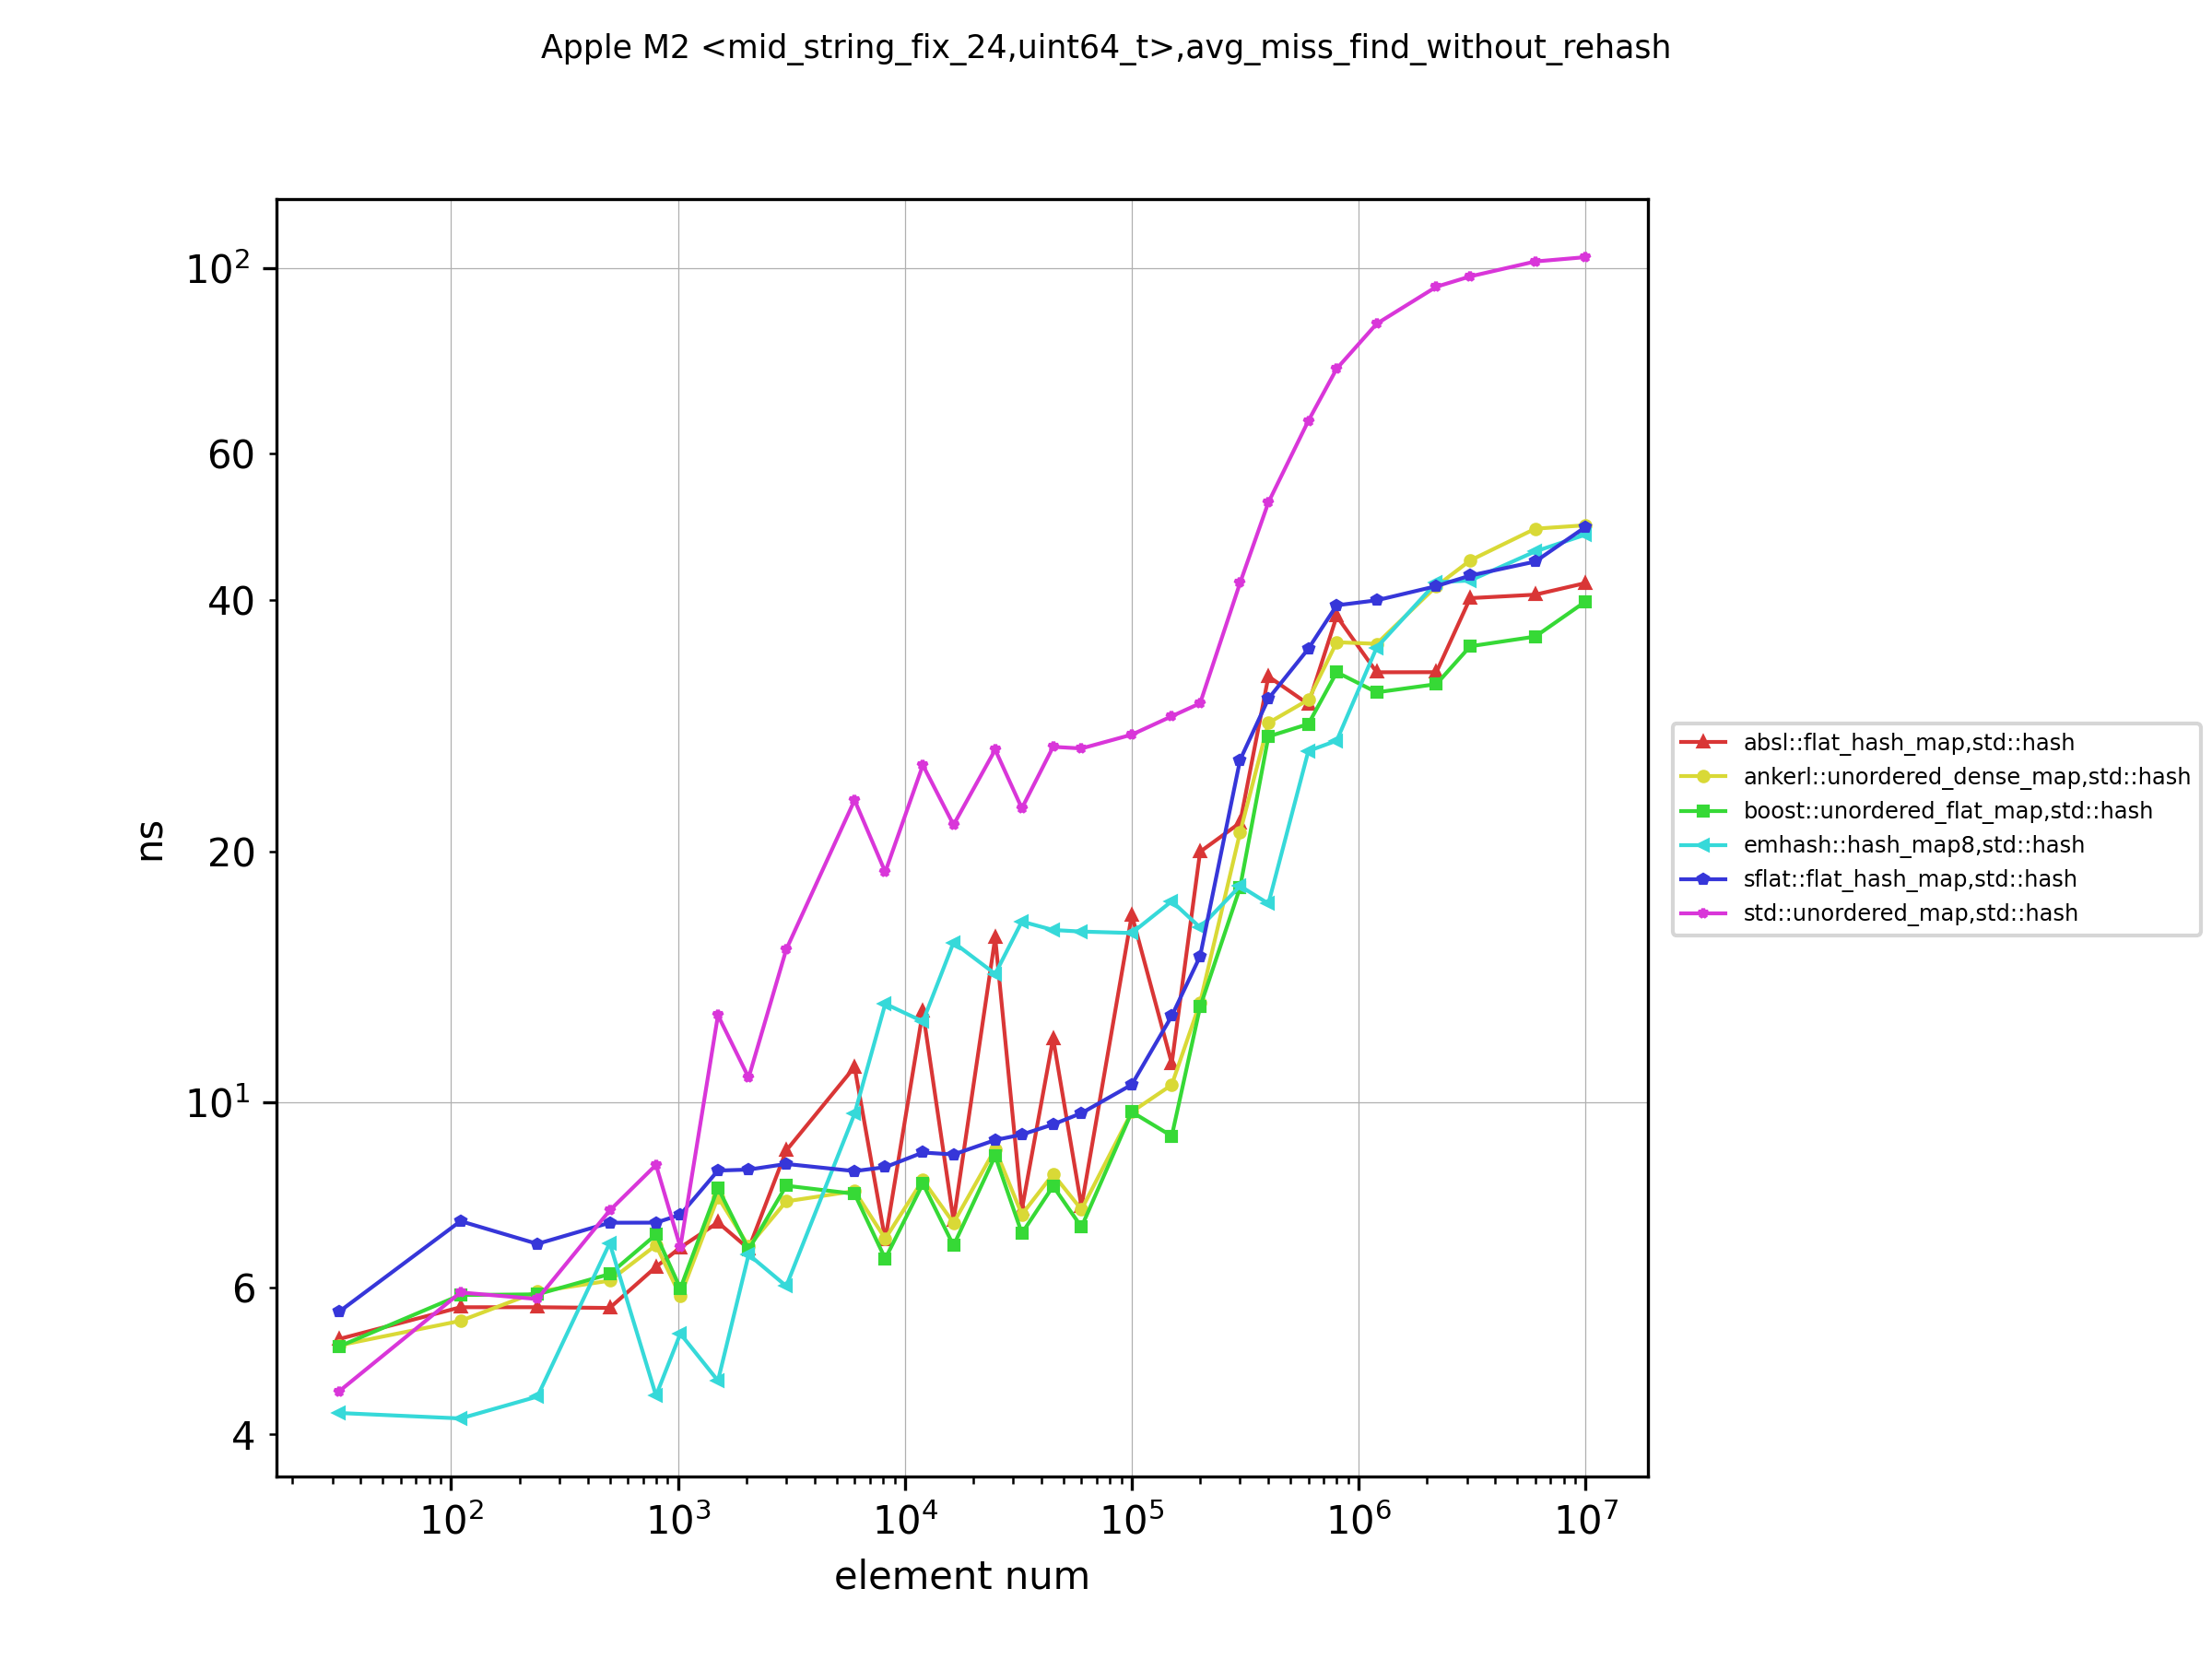 Apple M2 <mid_string_fix_24,uint64_t>,avg_miss_find_without_rehash
10²
60
40
20
10¹
6
4
ns
10² 10³ 10⁴ 10⁵ 10⁶ 10⁷
element num
absl::flat_hash_map,std::hash
ankerl::unordered_dense_map,std::hash
boost::unordered_flat_map,std::hash
emhash::hash_map8,std::hash
sflat::flat_hash_map,std::hash
std::unordered_map,std::hash